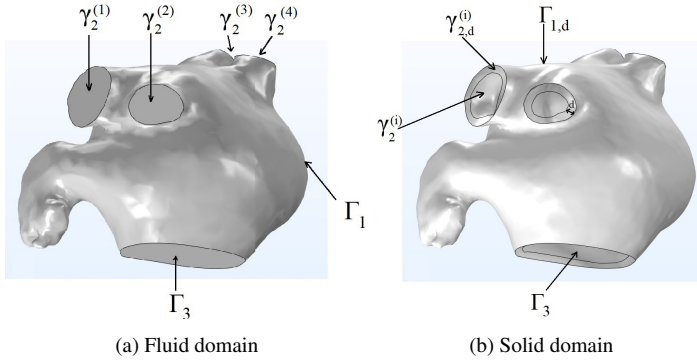 γ₂⁽¹⁾ γ₂⁽²⁾ γ₂⁽³⁾ γ₂⁽⁴⁾
Γ₁
Γ₃
(a) Fluid domain
γ₂,d⁽ⁱ⁾ Γ₁,d
d
γ₂⁽ⁱ⁾
Γ₃
(b) Solid domain